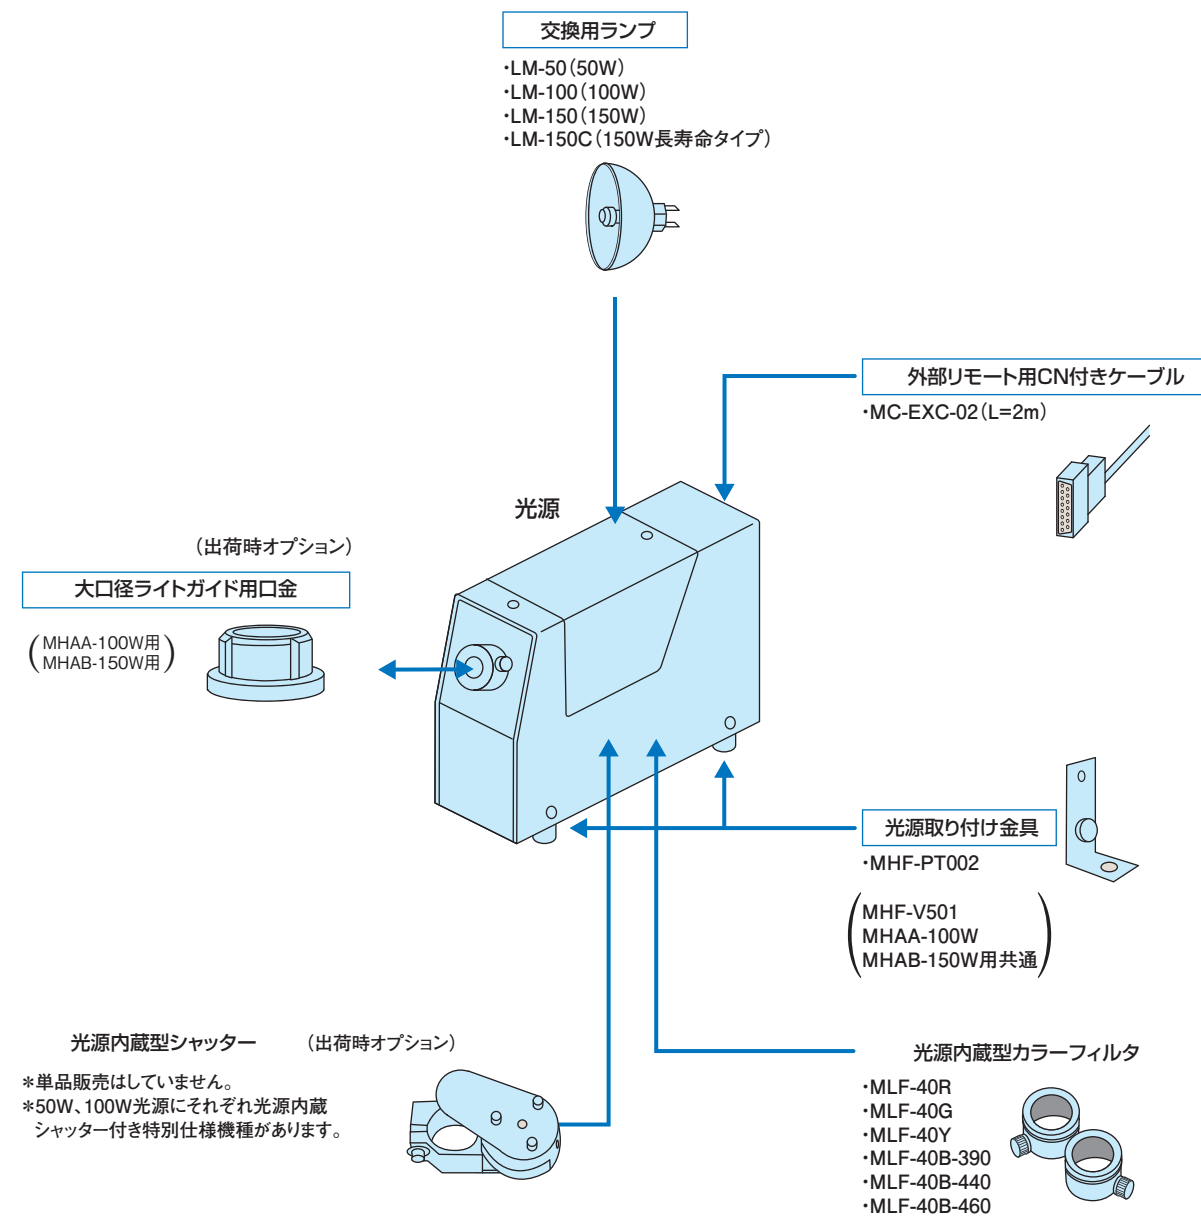 交換用ランプ
・LM-50（50W）
・LM-100（100W）
・LM-150（150W）
・LM-150C（150W長寿命タイプ）
外部リモート用CN付きケーブル
・MC-EXC-02（L=2m）
光源
（出荷時オプション）
大口径ライトガイド用口金
（MHAA-100W用
MHAB-150W用）
光源取り付け金具
・MHF-PT002
（MHF-V501
MHAA-100W
MHAB-150W用共通）
光源内蔵型シャッター　（出荷時オプション）
＊単品販売はしていません。
＊50W、100W光源にそれぞれ光源内蔵
シャッター付き特別仕様機種があります。
光源内蔵型カラーフィルタ
・MLF-40R
・MLF-40G
・MLF-40Y
・MLF-40B-390
・MLF-40B-440
・MLF-40B-460